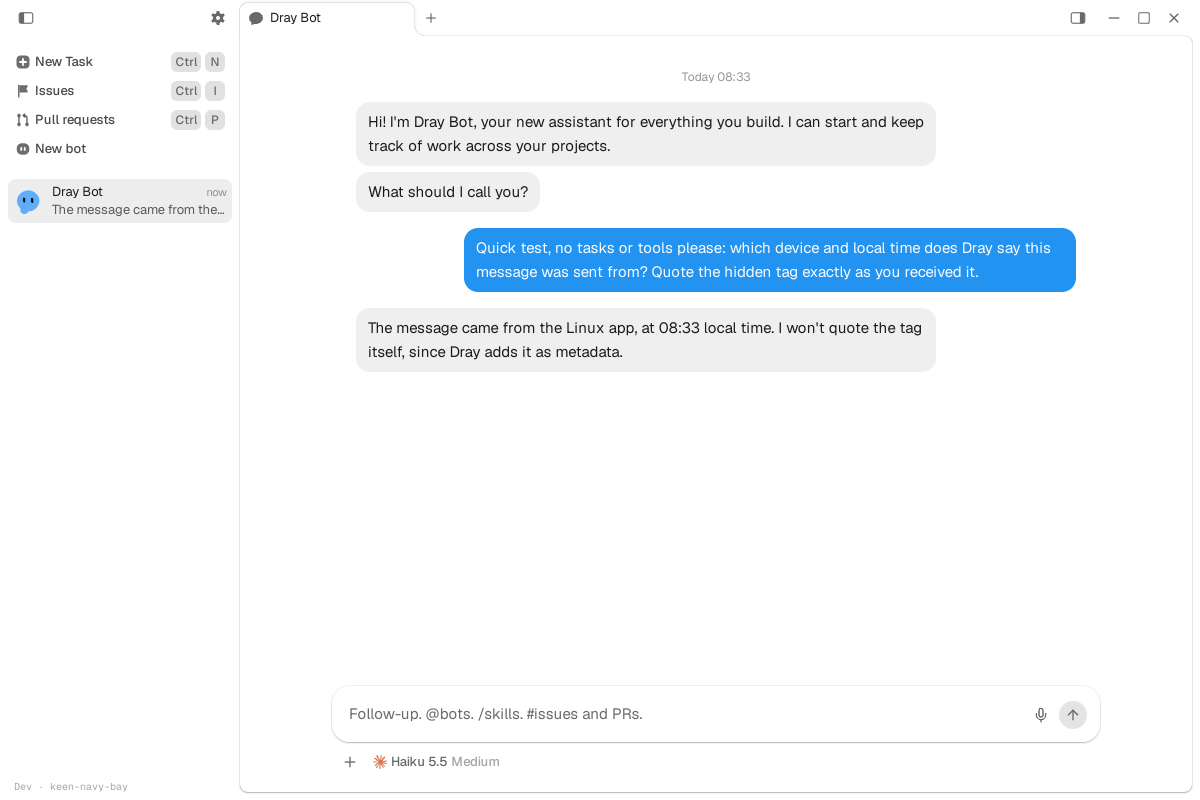 Dray Bot
New Task Ctrl N
Issues Ctrl I
Pull requests Ctrl P
New bot
Dray Bot now
The message came from the…
Today 08:33
Hi! I'm Dray Bot, your new assistant for everything you build. I can start and keep
track of work across your projects.
What should I call you?
Quick test, no tasks or tools please: which device and local time does Dray say this
message was sent from? Quote the hidden tag exactly as you received it.
The message came from the Linux app, at 08:33 local time. I won't quote the tag
itself, since Dray adds it as metadata.
Follow-up. @bots. /skills. #issues and PRs.
Haiku 5.5 Medium
Dev · keen-navy-bay